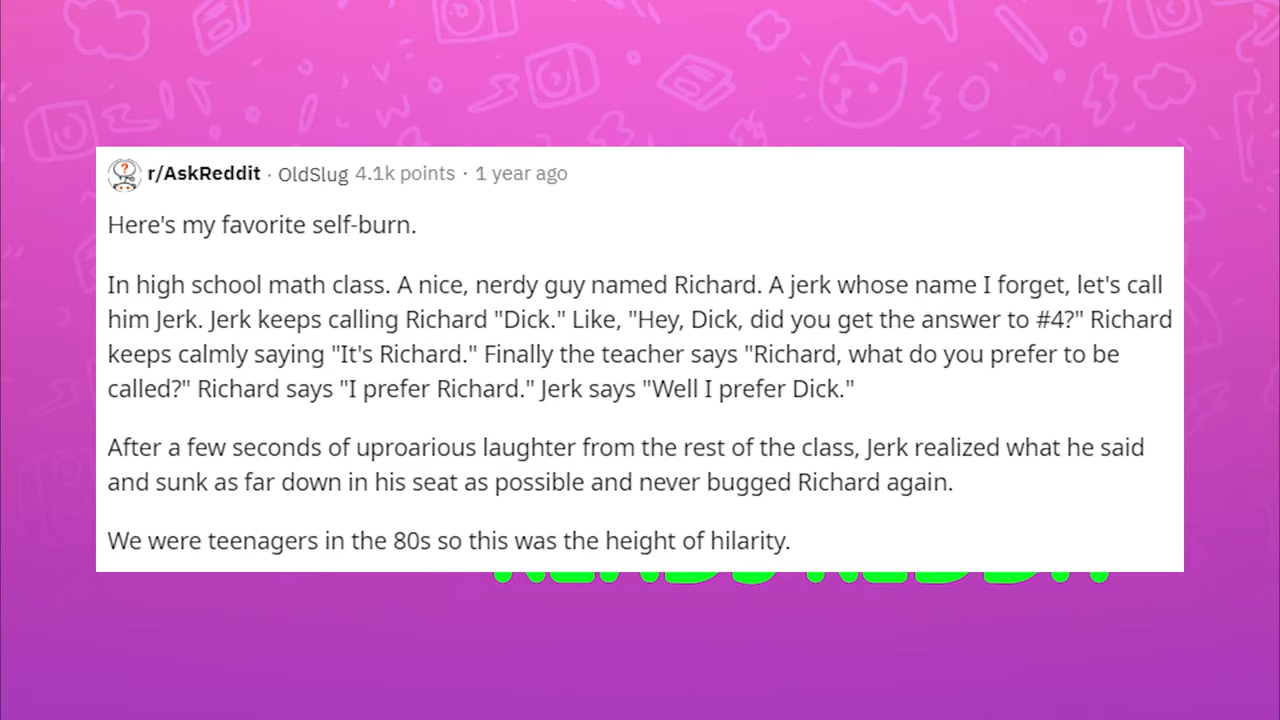 r/AskReddit · OldSlug 4.1k points · 1 year ago
Here's my favorite self-burn.
In high school math class. A nice, nerdy guy named Richard. A jerk whose name I forget, let's call
him Jerk. Jerk keeps calling Richard "Dick." Like, "Hey, Dick, did you get the answer to #4?" Richard
keeps calmly saying "It's Richard." Finally the teacher says "Richard, what do you prefer to be
called?" Richard says "I prefer Richard." Jerk says "Well I prefer Dick."
After a few seconds of uproarious laughter from the rest of the class, Jerk realized what he said
and sunk as far down in his seat as possible and never bugged Richard again.
We were teenagers in the 80s so this was the height of hilarity.